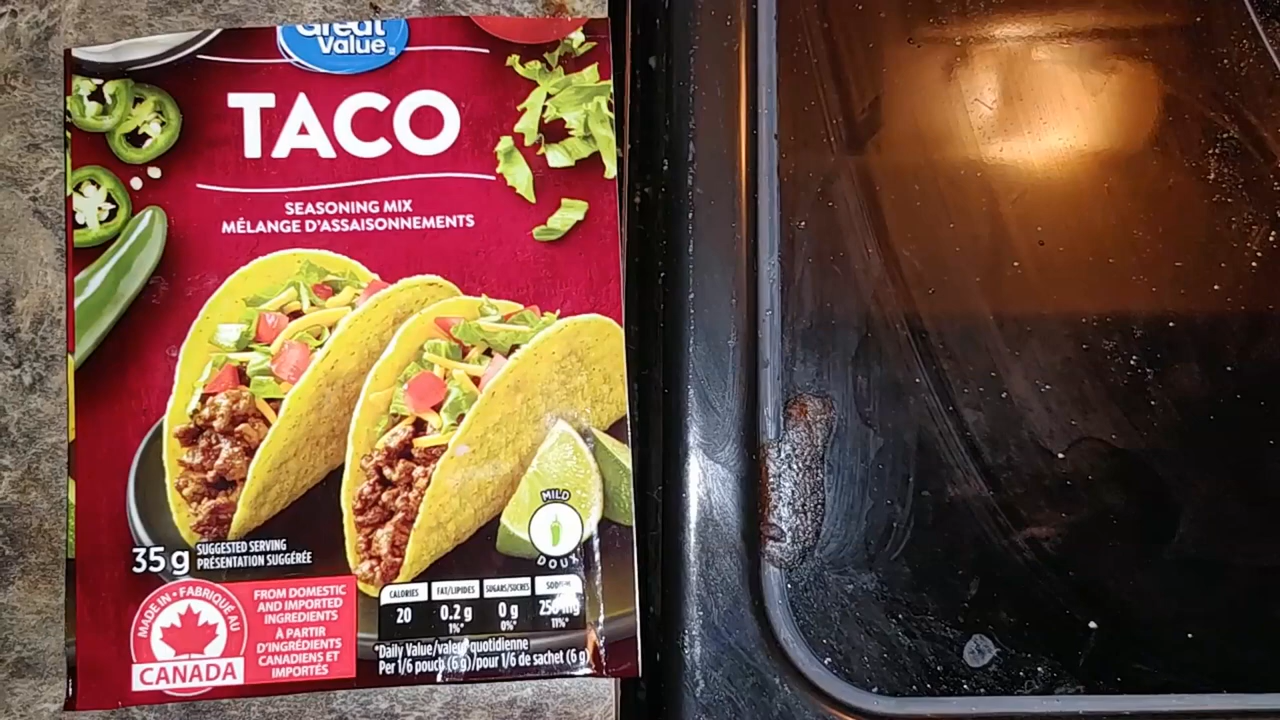 Great
Value
TACO
SEASONING MIX
MÉLANGE D'ASSAISONNEMENTS
MILD
DOUX
35 g
SUGGESTED SERVING
PRÉSENTATION SUGGÉRÉE
MADE IN • FABRIQUÉ AU
CANADA
FROM DOMESTIC
AND IMPORTED
INGREDIENTS
À PARTIR
D'INGRÉDIENTS
CANADIENS ET
IMPORTÉS
CALORIES FAT/LIPIDES SUGARS/SUCRES SODIUM
20 0.2 g 0 g 250 mg
1%* 0%* 11%*
*Daily Value/valeur quotidienne
Per 1/6 pouch (6 g)/pour 1/6 de sachet (6 g)